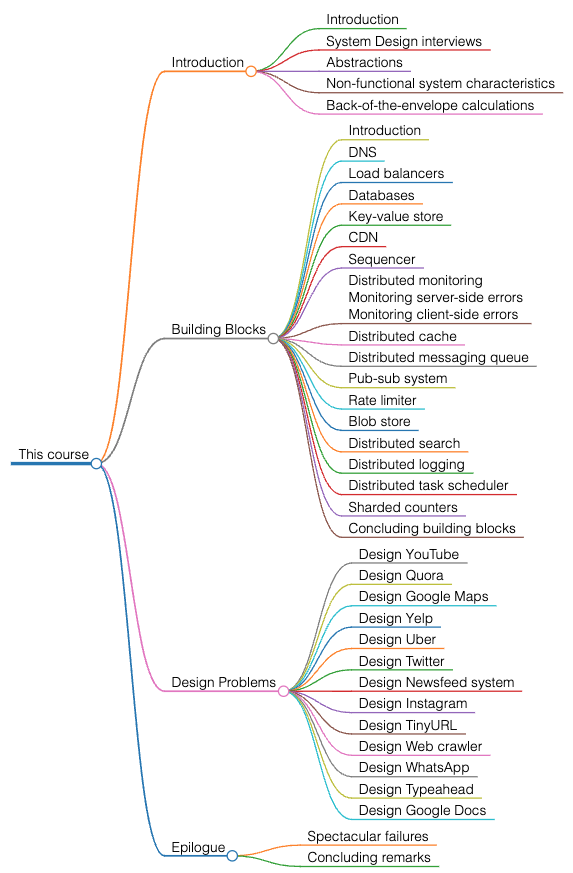 Introduction
System Design interviews
Introduction
Abstractions
Non-functional system characteristics
Back-of-the-envelope calculations
Introduction
DNS
Load balancers
Databases
Key-value store
CDN
Sequencer
Distributed monitoring
Monitoring server-side errors
Monitoring client-side errors
Building Blocks
Distributed cache
Distributed messaging queue
Pub-sub system
Rate limiter
Blob store
Distributed search
This course
Distributed logging
Distributed task scheduler
Sharded counters
Concluding building blocks
Design YouTube
Design Quora
Design Google Maps
Design Yelp
Design Uber
Design Twitter
Design Problems
Design Newsfeed system
Design Instagram
Design TinyURL
Design Web crawler
Design WhatsApp
Design Typeahead
Design Google Docs
Epilogue
Spectacular failures
Concluding remarks